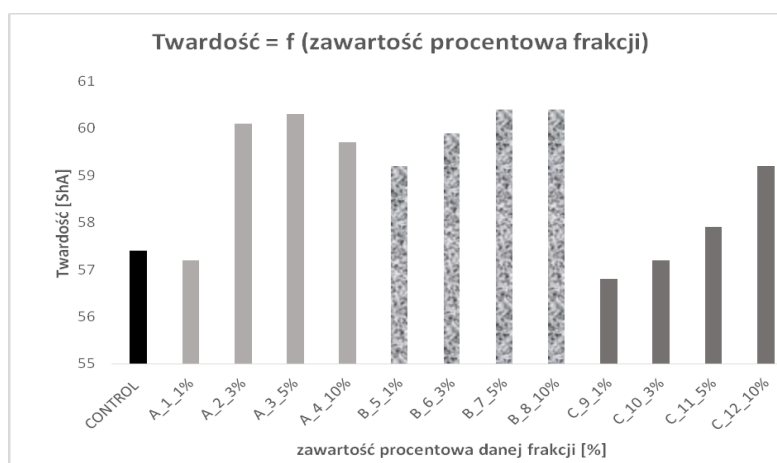 Twardość = f (zawartość procentowa frakcji)
61
60
59
58
57
56
55
Twardość [ShA]
CONTROL
A_1_1%
A_2_3%
A_3_5%
A_4_10%
B_5_1%
B_6_3%
B_7_5%
B_8_10%
C_9_1%
C_10_3%
C_11_5%
C_12_10%
zawartość procentowa danej frakcji [%]